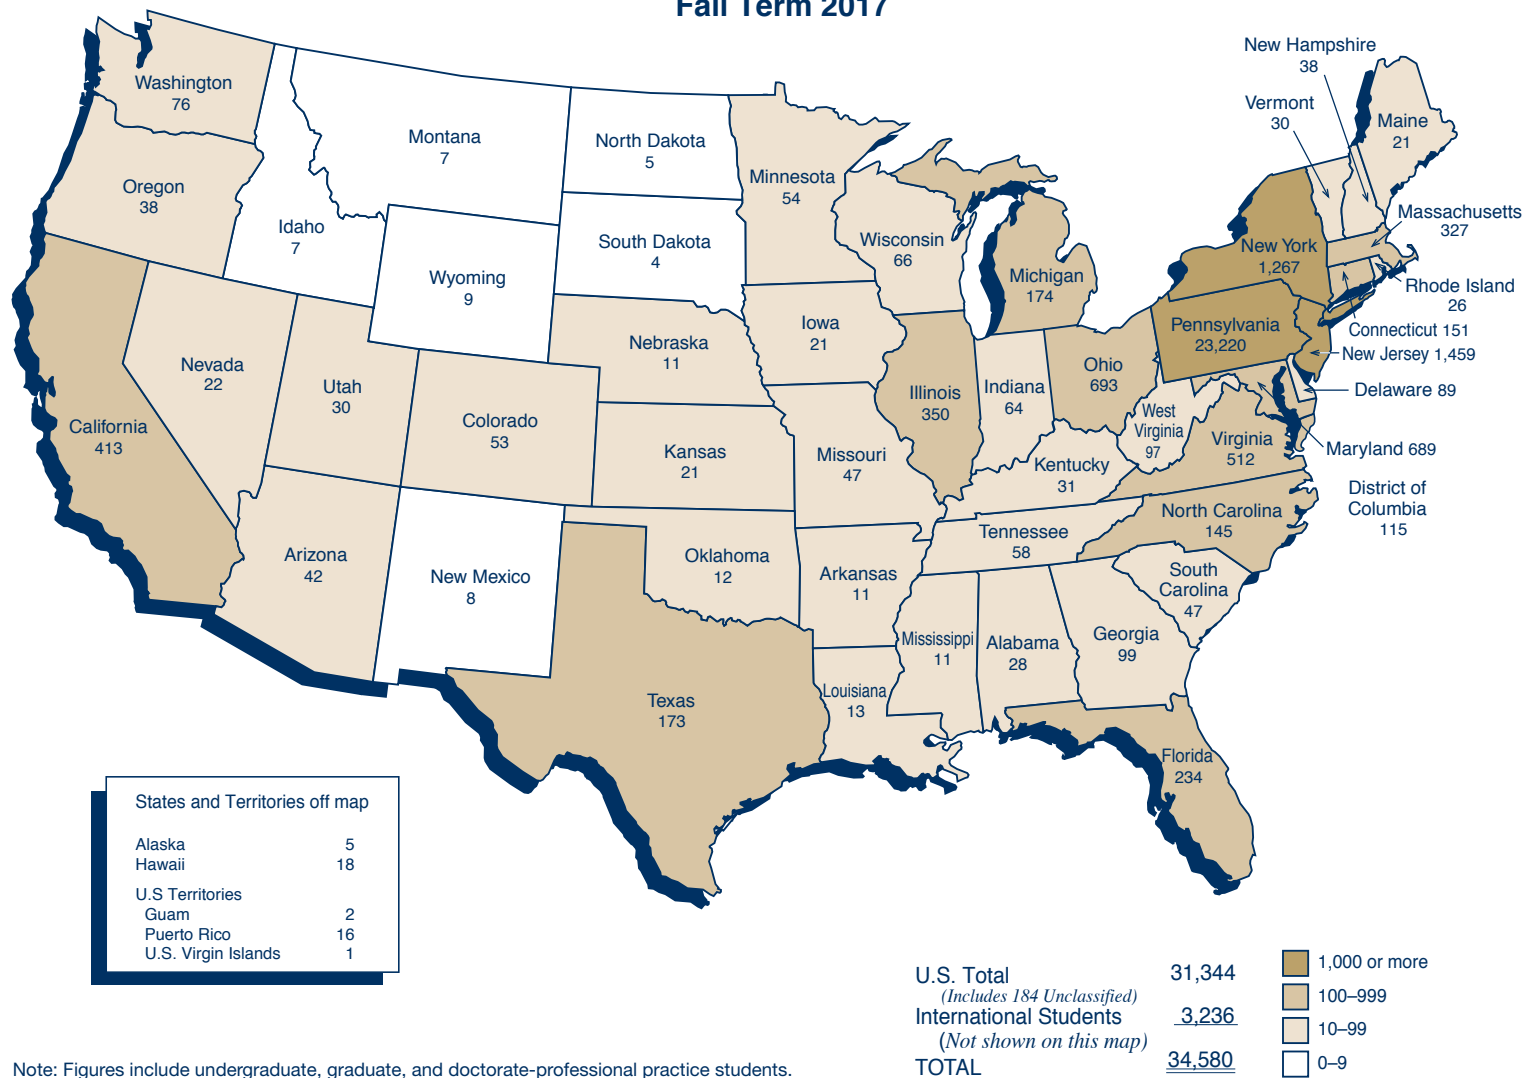 Fall Term 2017
New Hampshire
38
Vermont
30
Maine
21
Washington
76
Montana
7
North Dakota
5
Minnesota
54
Oregon
38
Idaho
7
South Dakota
4
Wisconsin
66
Massachusetts
327
New York
1,267
Wyoming
9
Michigan
174
Rhode Island
26
Connecticut 151
Pennsylvania
23,220
New Jersey 1,459
Iowa
21
Nebraska
11
Nevada
22
Utah
30
Ohio
693
Indiana
64
Illinois
350
Delaware 89
California
413
Colorado
53
West
Virginia
97
Virginia
512
Maryland 689
Kansas
21
Missouri
47
Kentucky
31
District of
Columbia
115
North Carolina
145
Tennessee
58
Arizona
42
New Mexico
8
Oklahoma
12
Arkansas
11
South
Carolina
47
Mississippi
11
Alabama
28
Georgia
99
Texas
173
Louisiana
13
Florida
234
States and Territories off map
Alaska 5
Hawaii 18
U.S Territories
Guam 2
Puerto Rico 16
U.S. Virgin Islands 1
U.S. Total 31,344
(Includes 184 Unclassified)
International Students 3,236
(Not shown on this map)
TOTAL 34,580
1,000 or more
100–999
10–99
0–9
Note: Figures include undergraduate, graduate, and doctorate-professional practice students.